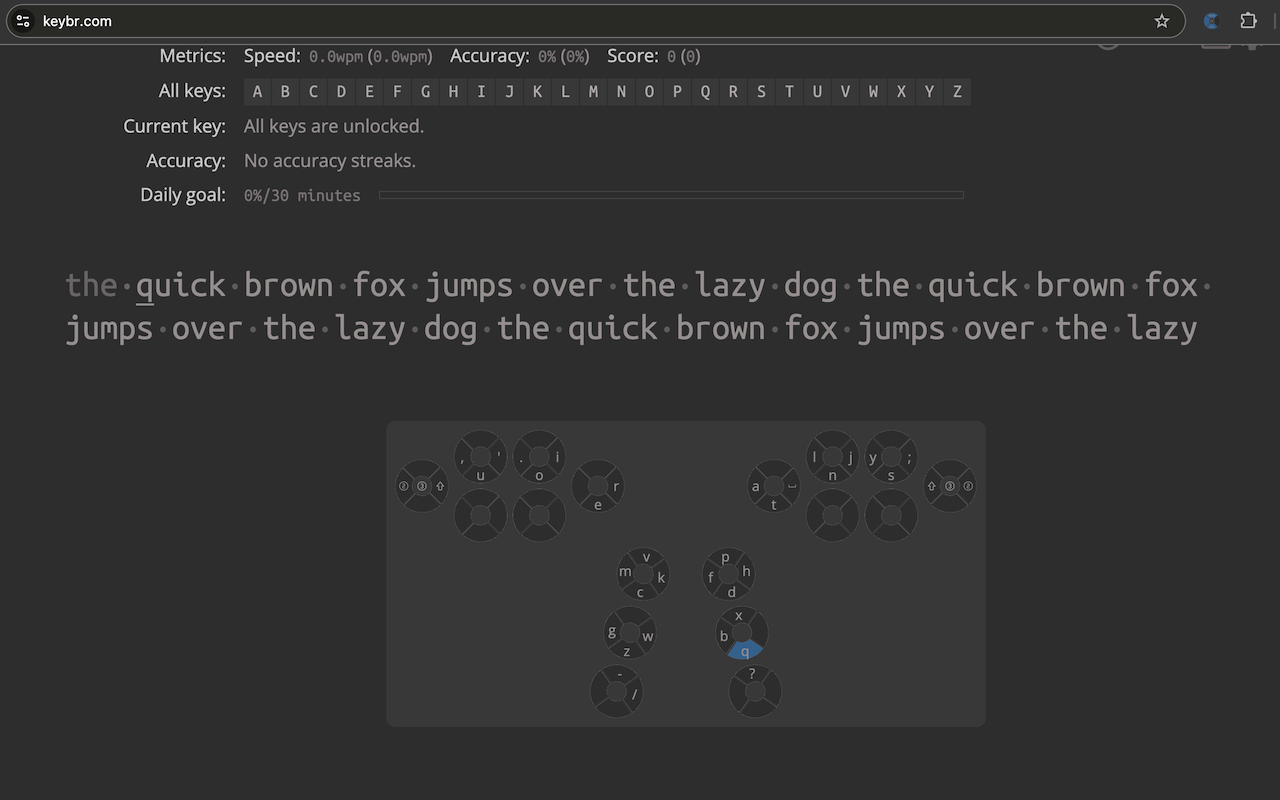 keybr.com
Metrics: Speed: 0.0wpm (0.0wpm) Accuracy: 0% (0%) Score: 0 (0)
All keys: A B C D E F G H I J K L M N O P Q R S T U V W X Y Z
Current key: All keys are unlocked.
Accuracy: No accuracy streaks.
Daily goal: 0%/30 minutes
the·quick·brown·fox·jumps·over·the·lazy·dog·the·quick·brown·fox·
jumps·over·the·lazy·dog·the·quick·brown·fox·jumps·over·the·lazy
, ' . i l j y ;
u o n s
② ③ ⇧ r a ⎵ ⇧ ③ ②
e t
v p
m k f h
c d
x
g w b
z q
- ?
/